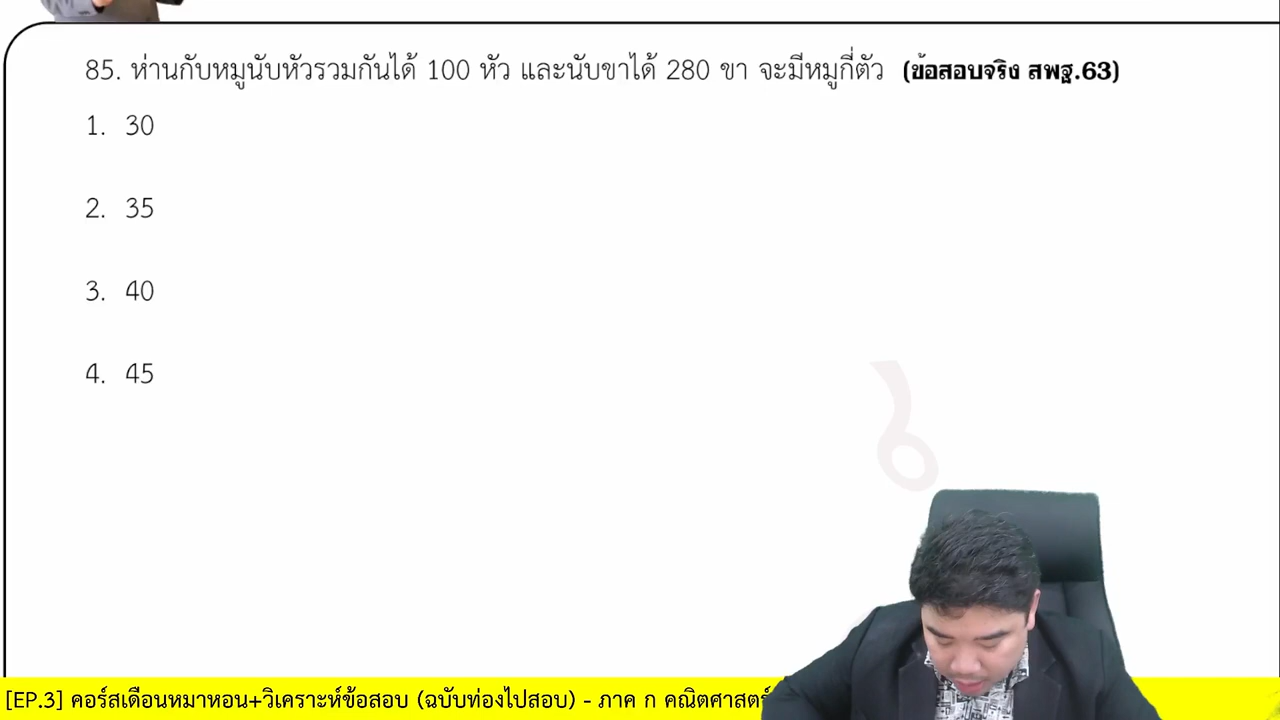 85. ห่านกับหมูนับหัวรวมกันได้ 100 หัว และนับขาได้ 280 ขา จะมีหมูกี่ตัว (ข้อสอบจริง สพฐ.63)
1. 30
2. 35
3. 40
4. 45
[EP.3] คอร์สเดือนหมาหอน+วิเคราะห์ข้อสอบ (ฉบับท่องไปสอบ) - ภาค ก คณิตศาสตร์